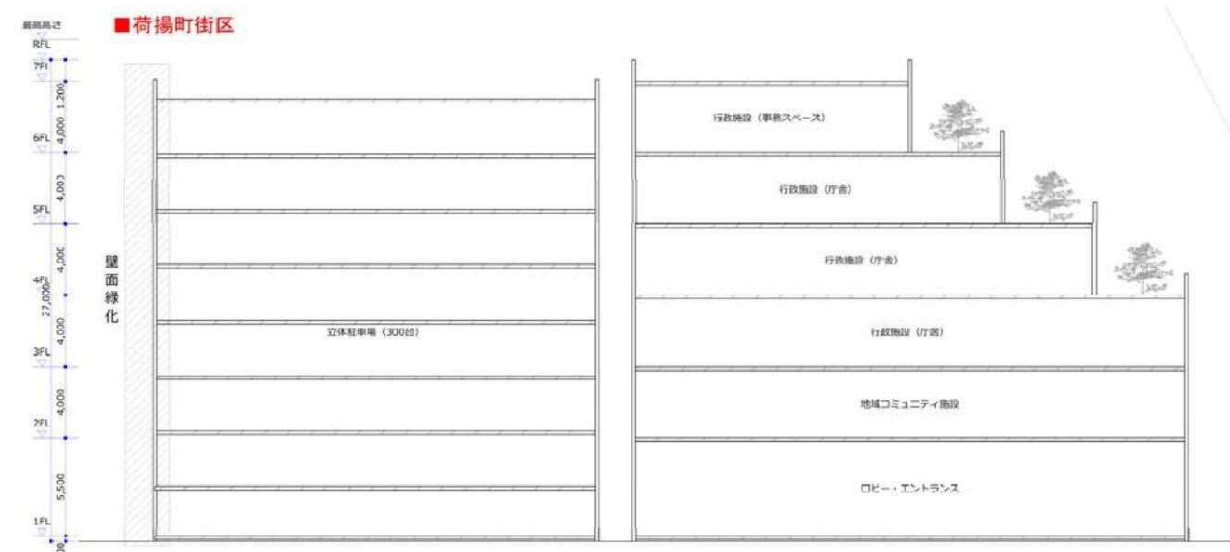 ■荷揚町街区
最高高さ
RFL
7FL
1,200
4,000
6FL
4,000
5FL
4,000
4FL
27,000
4,000
3FL
4,000
2FL
5,500
1FL
壁面緑化
立体駐車場（300台）
行政施設（事務スペース）
行政施設（庁舎）
行政施設（庁舎）
行政施設（庁舎）
地域コミュニティ施設
ロビー・エントランス